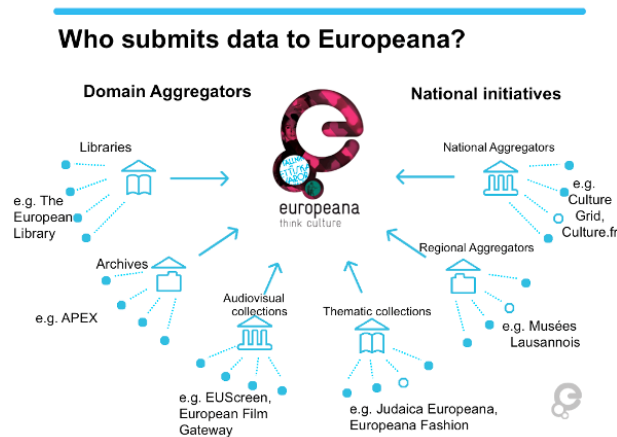 Who submits data to Europeana?
Domain Aggregators
National initiatives
Libraries
e.g. The
European
Library
Archives
e.g. APEX
Audiovisual
collections
e.g. EUScreen,
European Film
Gateway
europeana
think culture
Thematic collections
e.g. Judaica Europeana,
Europeana Fashion
National Aggregators
e.g.
Culture
Grid,
Culture.fr
Regional Aggregators
e.g. Musées
Lausannois